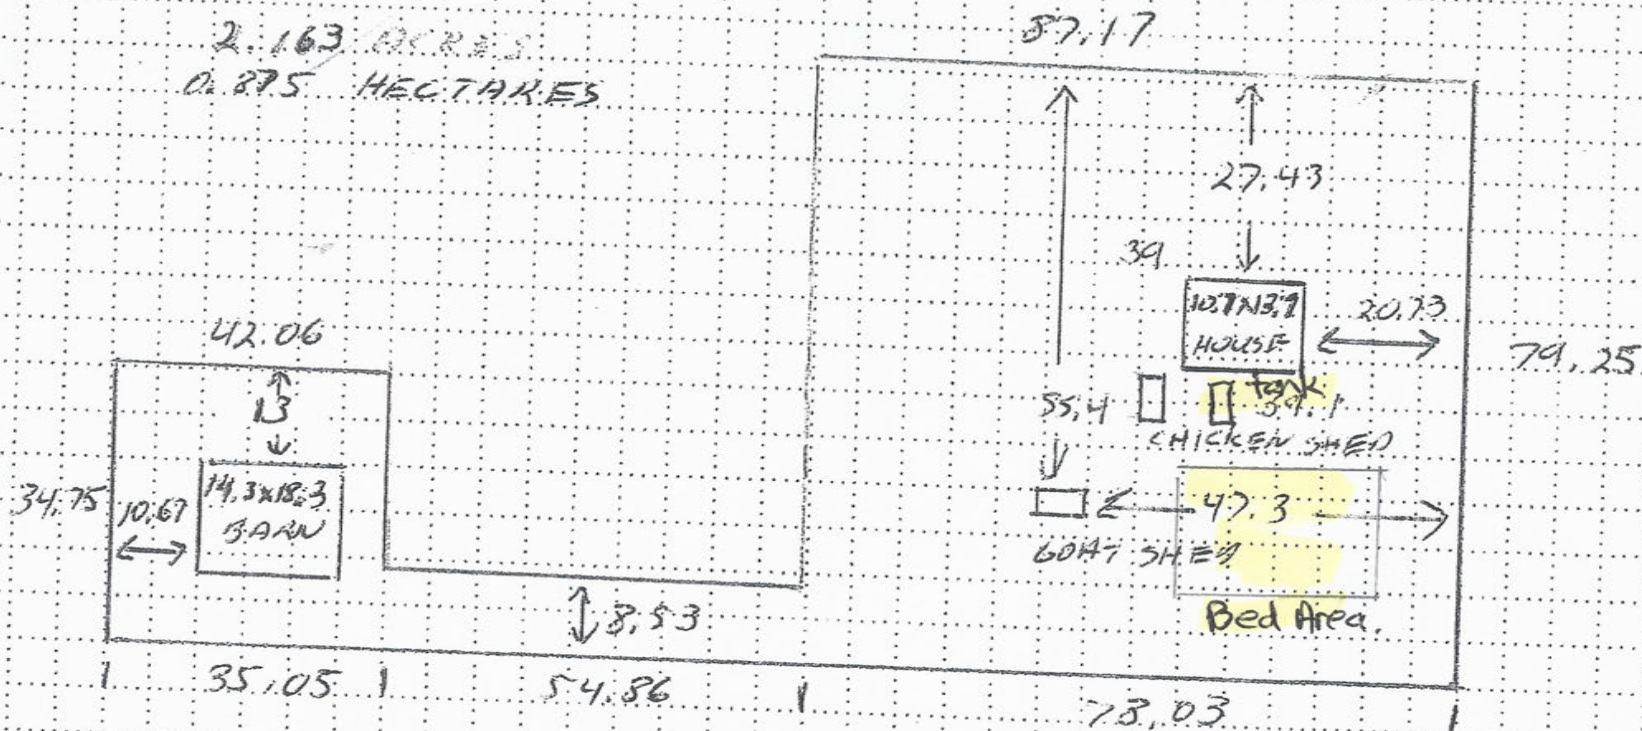 2.163 ACRES
0.875 HECTARES
87.17
27.43
39
HOUSE
20.73
79.25
42.06
13
34.75
10.67
14.3x18.3
BARN
tank
55.4
39.1
CHICKEN SHED
47.3
GOAT SHED
Bed Area.
8.53
35.05
54.86
78.03